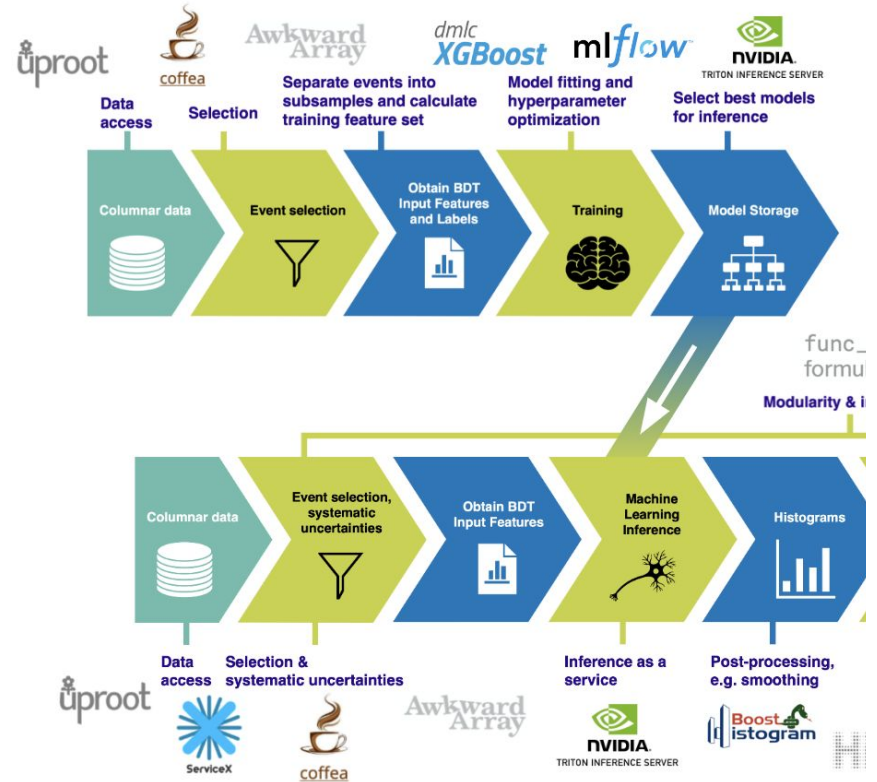 uproot
coffea
Awkward
Array
dmlc
XGBoost
mlflow
NVIDIA.
TRITON INFERENCE SERVER
Data
access
Selection
Separate events into
subsamples and calculate
training feature set
Model fitting and
hyperparameter
optimization
Select best models
for inference
Columnar data
Event selection
Obtain BDT
Input Features
and Labels
Training
Model Storage
func_
formul
Modularity & i
Columnar data
Event selection,
systematic
uncertainties
Obtain BDT
Input Features
Machine
Learning
Inference
Histograms
Data
access
Selection &
systematic uncertainties
Inference as a
service
Post-processing,
e.g. smoothing
uproot
ServiceX
coffea
Awkward
Array
NVIDIA.
TRITON INFERENCE SERVER
Boost
Histogram
H